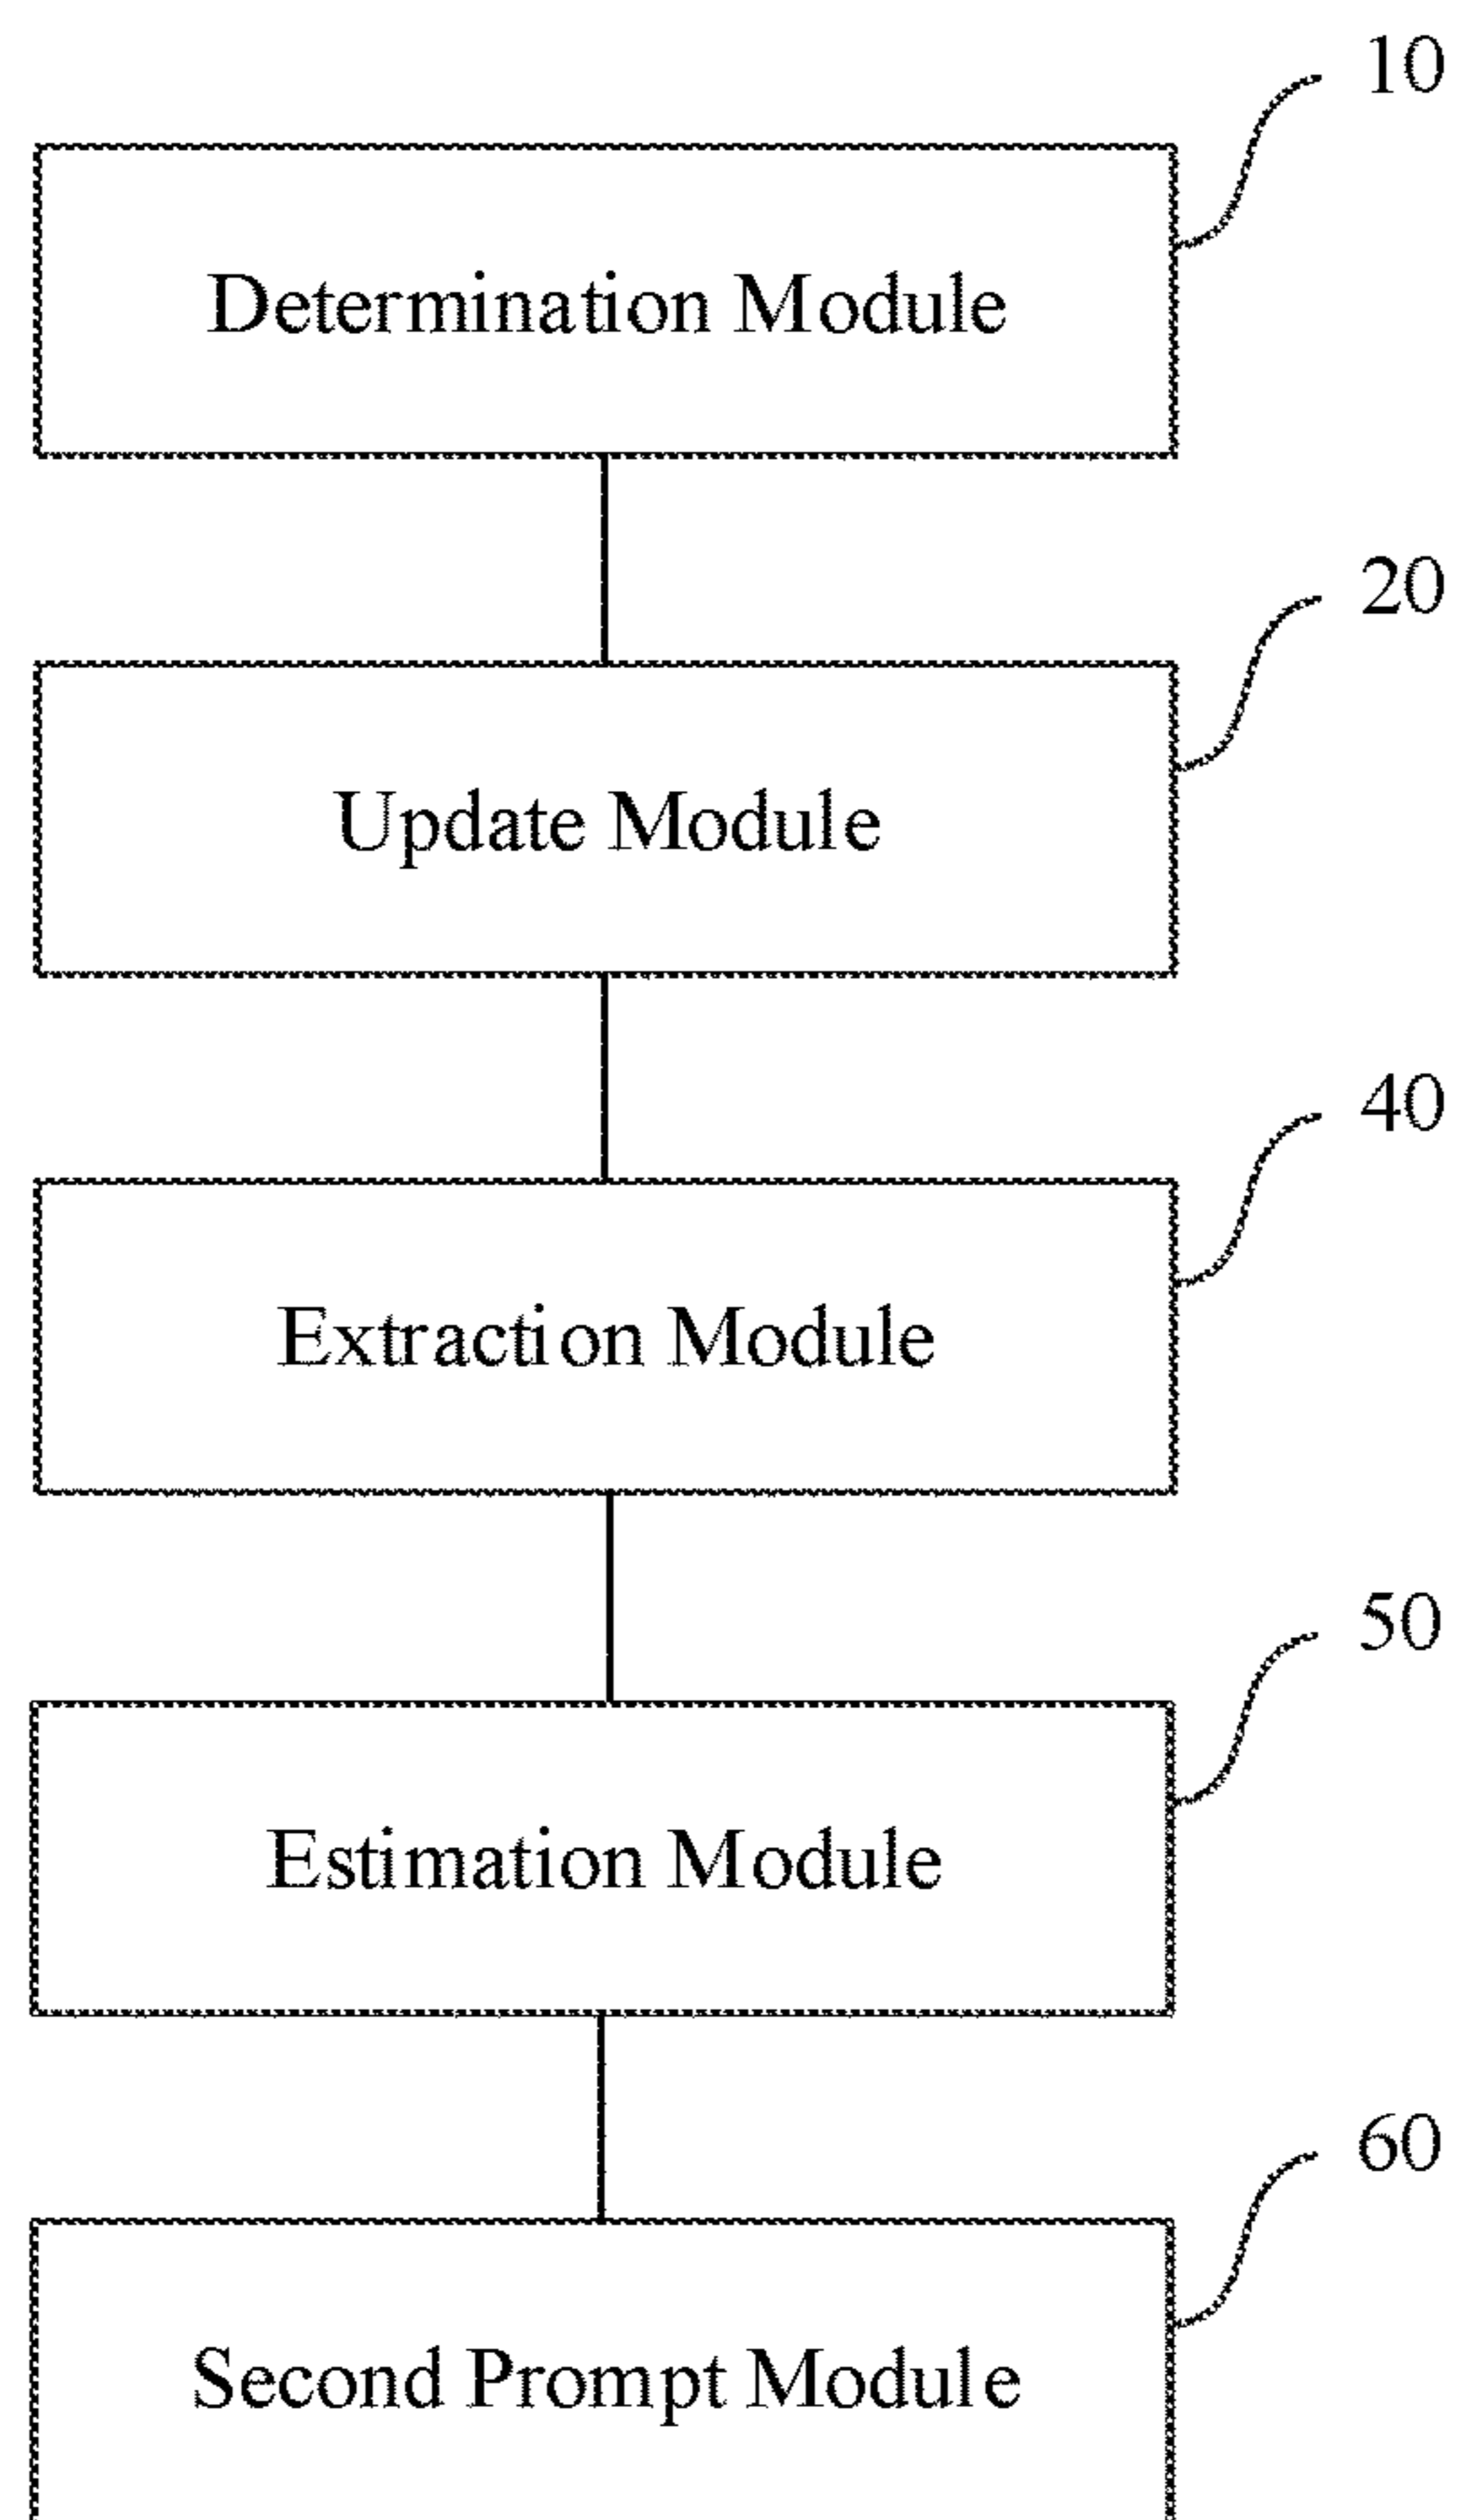 10
Determination Module
20
Update Module
40
Extraction Module
50
Estimation Module
60
Second Prompt Module